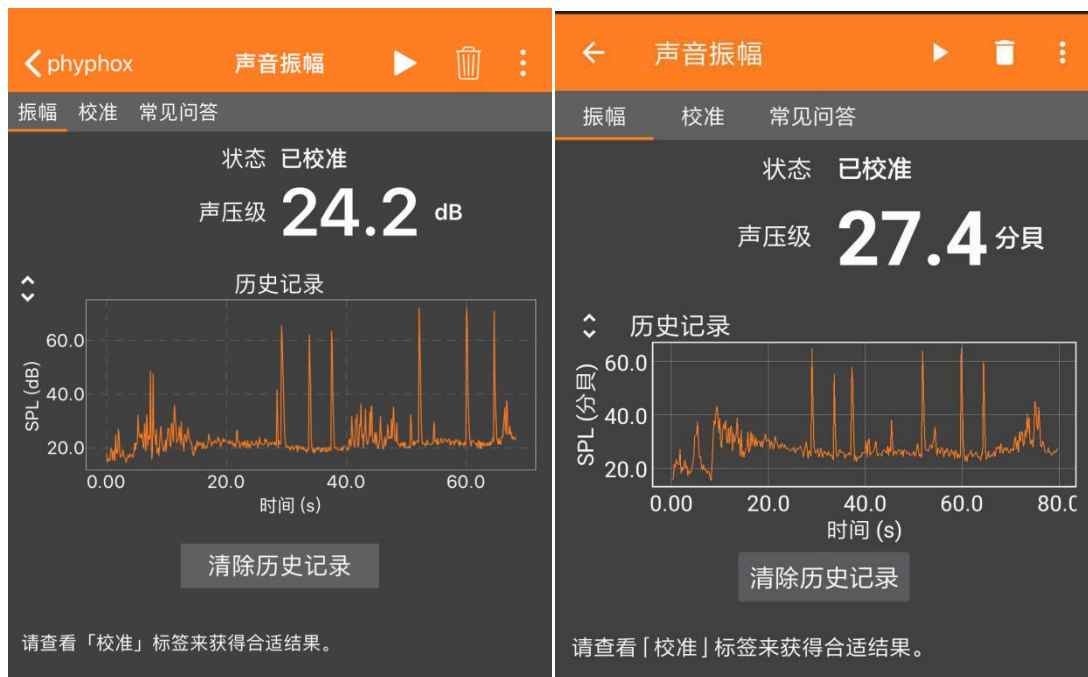 phyphox 声音振幅
振幅 校准 常见问答
状态 已校准
声压级 24.2 dB
历史记录
SPL (dB)
60.0
40.0
20.0
0.00 20.0 40.0 60.0
时间 (s)
清除历史记录
请查看「校准」标签来获得合适结果。
声音振幅
振幅 校准 常见问答
状态 已校准
声压级 27.4 分貝
历史记录
SPL (分貝)
60.0
40.0
20.0
0.00 20.0 40.0 60.0 80.0
时间 (s)
清除历史记录
请查看「校准」标签来获得合适结果。